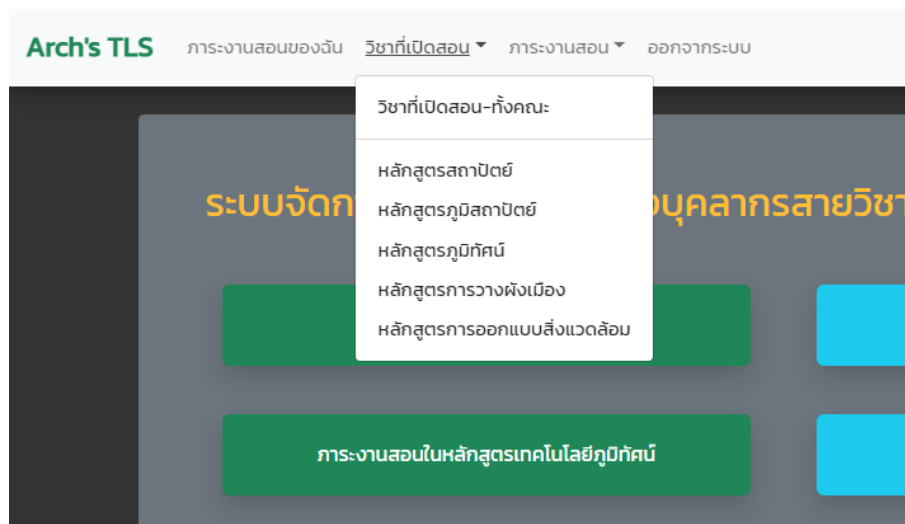 Arch's TLS ภาระงานสอนของฉัน วิชาที่เปิดสอน ภาระงานสอน ออกจากระบบ
วิชาที่เปิดสอน-ทั้งคณะ
หลักสูตรสถาปัตย์
หลักสูตรภูมิสถาปัตย์
หลักสูตรภูมิทัศน์
หลักสูตรการวางผังเมือง
หลักสูตรการออกแบบสิ่งแวดล้อม
ระบบจัดก บุคลากรสายวิชา
ภาระงานสอนในหลักสูตรเทคโนโลยีภูมิทัศน์